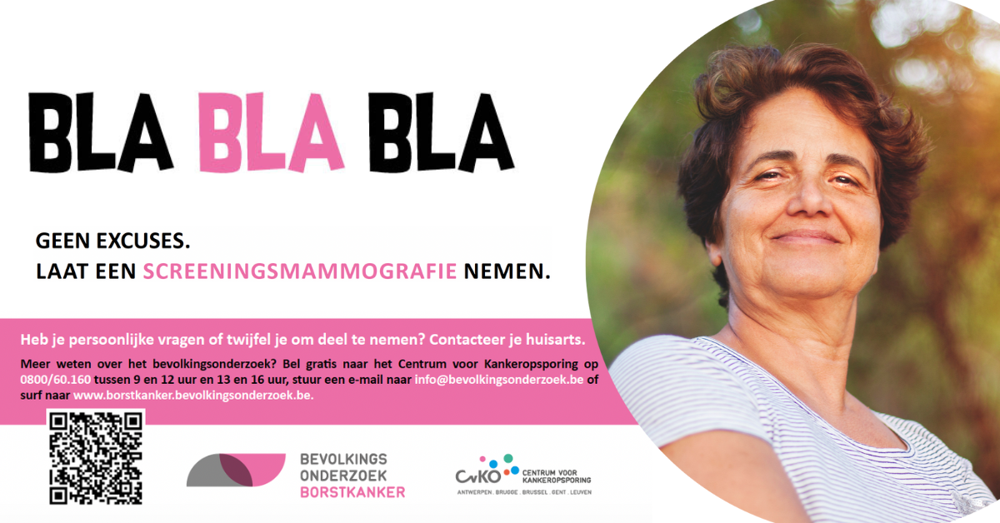 BLA BLA BLA
GEEN EXCUSES.
LAAT EEN SCREENINGSMAMMOGRAFIE NEMEN.
Heb je persoonlijke vragen of twijfel je om deel te nemen? Contacteer je huisarts.
Meer weten over het bevolkingsonderzoek? Bel gratis naar het Centrum voor Kankeropsporing op
0800/60.160 tussen 9 en 12 uur en 13 en 16 uur, stuur een e-mail naar info@bevolkingsonderzoek.be of
surf naar www.borstkanker.bevolkingsonderzoek.be.
BEVOLKINGS
ONDERZOEK
BORSTKANKER
CvKO
CENTRUM VOOR
KANKEROPSPORING
ANTWERPEN . BRUGGE . BRUSSEL . GENT . LEUVEN